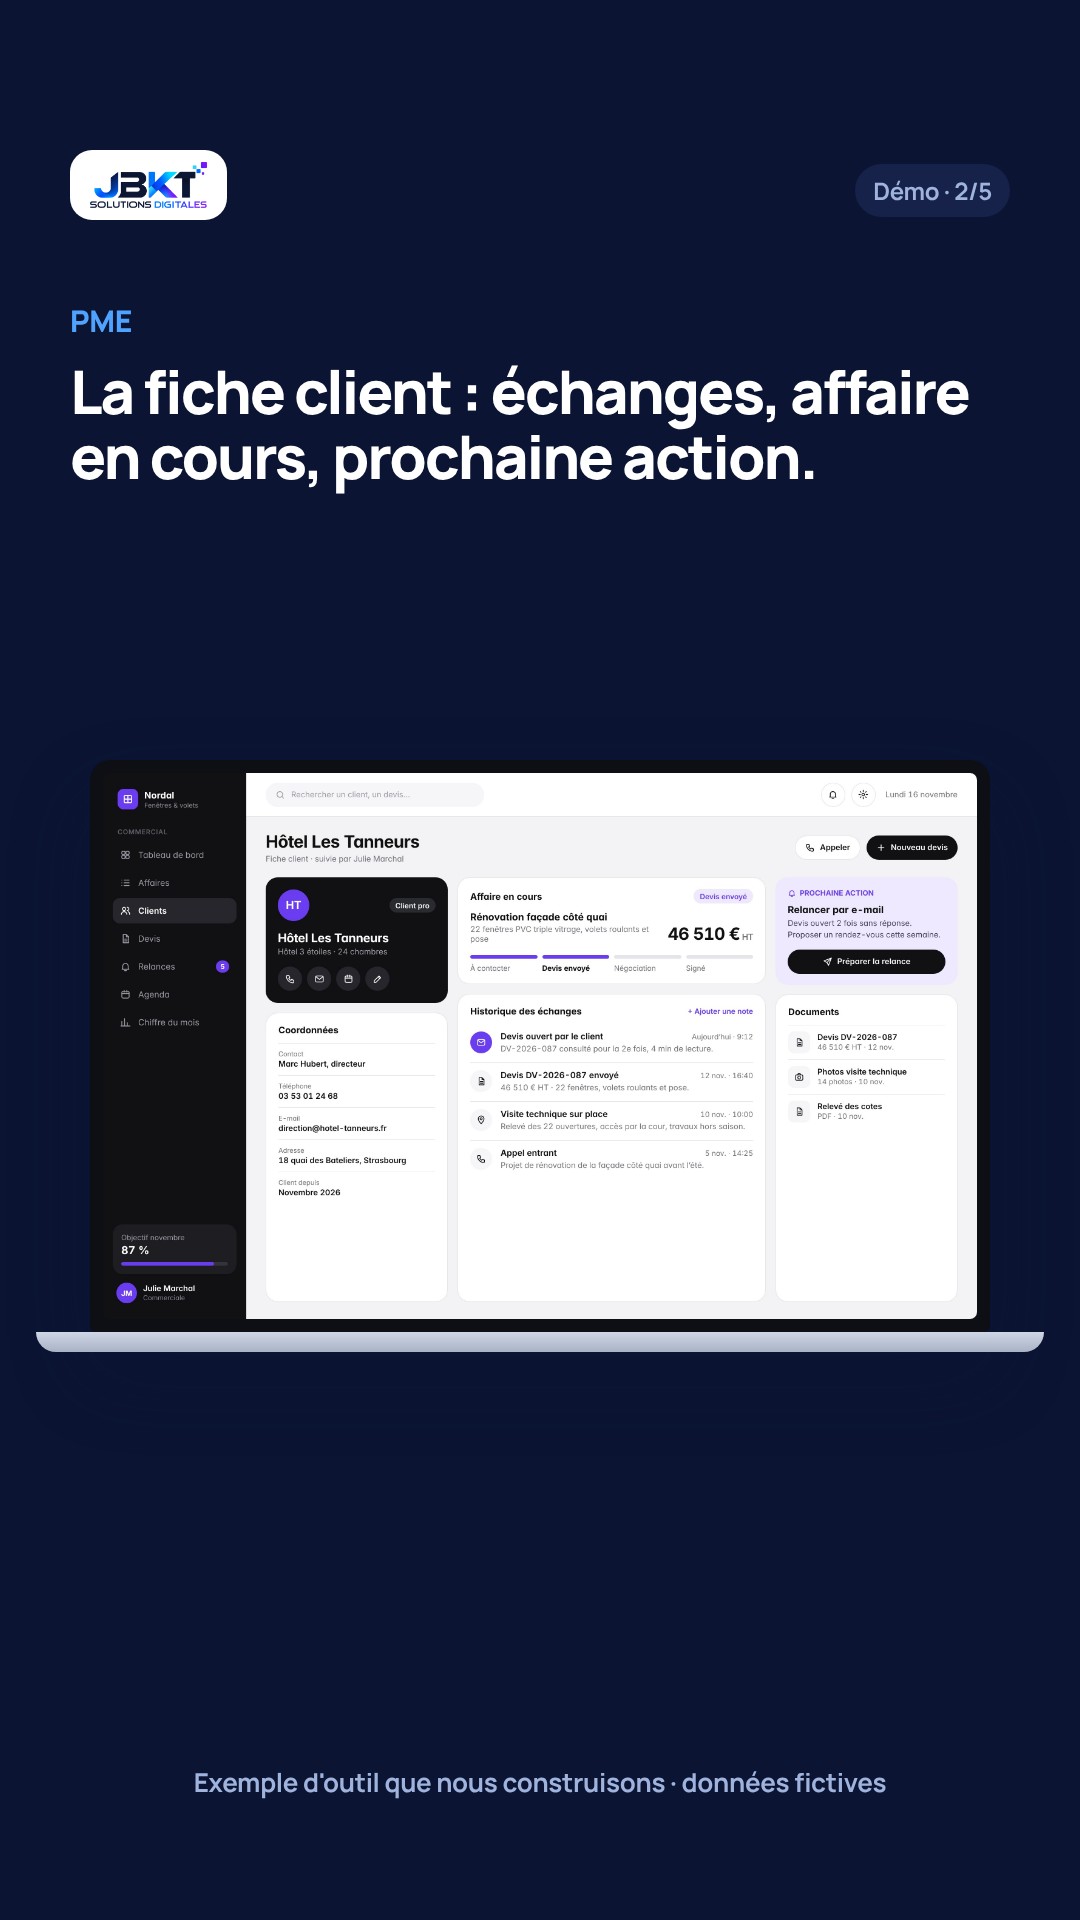 JBKT
SOLUTIONS DIGITALES
Démo · 2/5
PME
La fiche client : échanges, affaire
en cours, prochaine action.
Nordal
Fenêtres & volets
COMMERCIAL
Tableau de bord
Affaires
Clients
Devis
Relances
5
Agenda
Chiffre du mois
Objectif novembre
87 %
JM
Julie Marchal
Commerciale
Rechercher un client, un devis...
Lundi 16 novembre
Hôtel Les Tanneurs
Fiche client · suivie par Julie Marchal
Appeler
+ Nouveau devis
HT
Client pro
Hôtel Les Tanneurs
Hôtel 3 étoiles · 24 chambres
Coordonnées
Contact
Marc Hubert, directeur
Téléphone
03 53 01 24 68
E-mail
direction@hotel-tanneurs.fr
Adresse
18 quai des Bateliers, Strasbourg
Client depuis
Novembre 2026
Affaire en cours
Devis envoyé
Rénovation façade côté quai
22 fenêtres PVC triple vitrage, volets roulants et
pose
46 510 € HT
À contacter
Devis envoyé
Négociation
Signé
Historique des échanges
+ Ajouter une note
Devis ouvert par le client
Aujourd'hui · 9:12
DV-2026-087 consulté pour la 2e fois, 4 min de lecture.
Devis DV-2026-087 envoyé
12 nov. · 16:40
46 510 € HT · 22 fenêtres, volets roulants et pose.
Visite technique sur place
10 nov. · 10:00
Relevé des 22 ouvertures, accès par la cour, travaux hors saison.
Appel entrant
5 nov. · 14:25
Projet de rénovation de la façade côté quai avant l'été.
PROCHAINE ACTION
Relancer par e-mail
Devis ouvert 2 fois sans réponse.
Proposer un rendez-vous cette semaine.
Préparer la relance
Documents
Devis DV-2026-087
46 510 € HT · 12 nov.
Photos visite technique
14 photos · 10 nov.
Relevé des cotes
PDF · 10 nov.
Exemple d'outil que nous construisons · données fictives